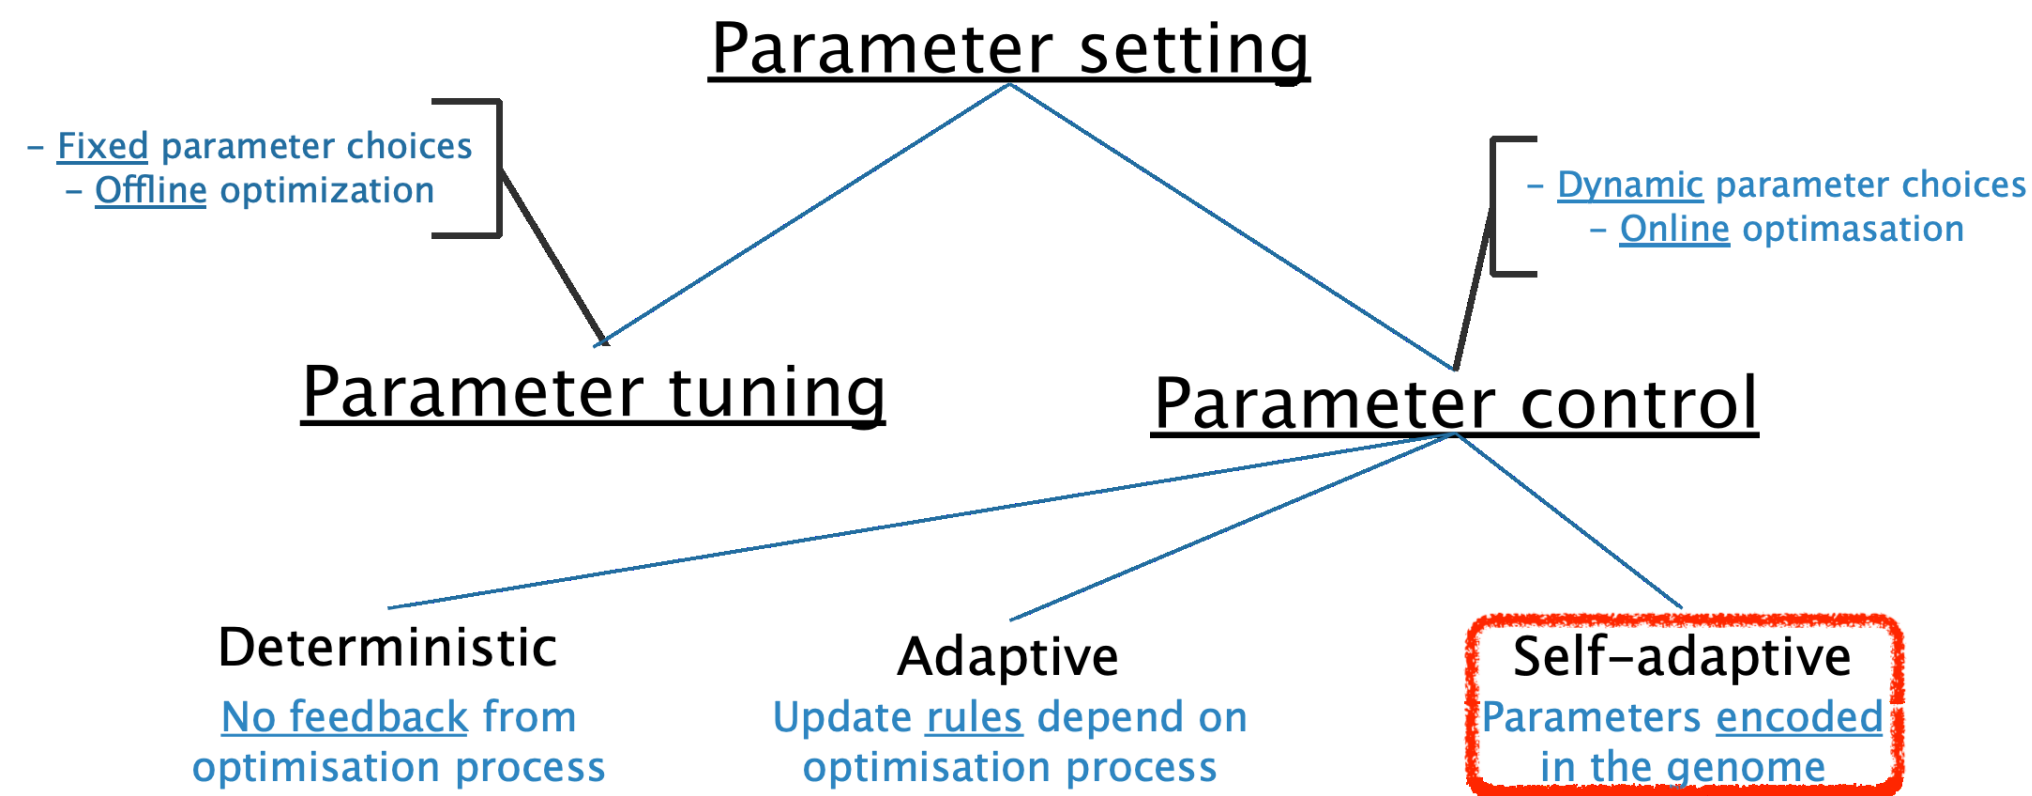 Parameter setting
– Fixed parameter choices
– Offline optimization
– Dynamic parameter choices
– Online optimasation
Parameter tuning
Parameter control
Deterministic
No feedback from
optimisation process
Adaptive
Update rules depend on
optimisation process
Self-adaptive
Parameters encoded
in the genome